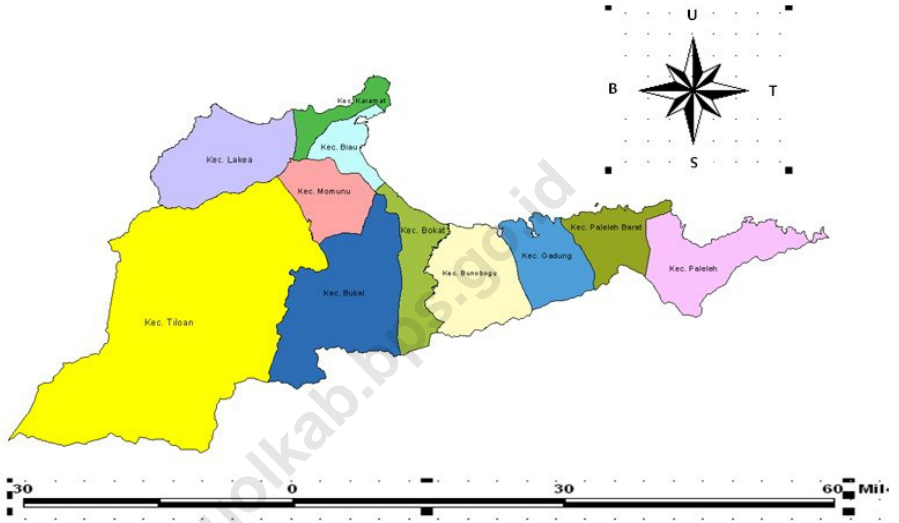 U
B
T
S
Kec. Karamat
Kec. Biau
Kec. Lakea
Kec. Momunu
Kec. Bokat
Kec. Paleleh Barat
Kec. Gadung
Kec. Paleleh
Kec. Bunobogu
Kec. Bukal
Kec. Tiloan
uolkab.bps.go.id
30 0 30 60 Mil